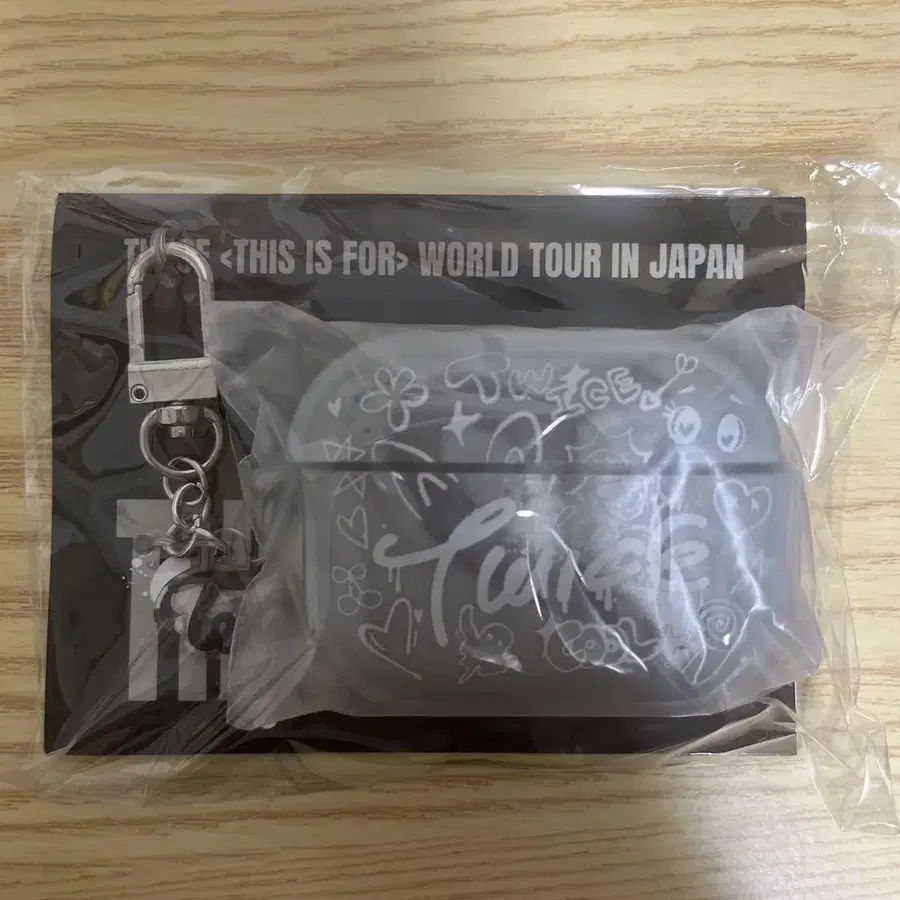 TWICE <THIS IS FOR> WORLD TOUR IN JAPAN
TWICE
Twice